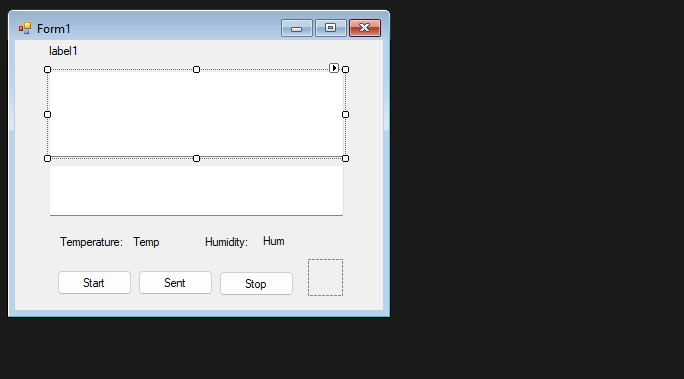 Form1
label1
Temperature: Temp Humidity: Hum
Start Sent Stop